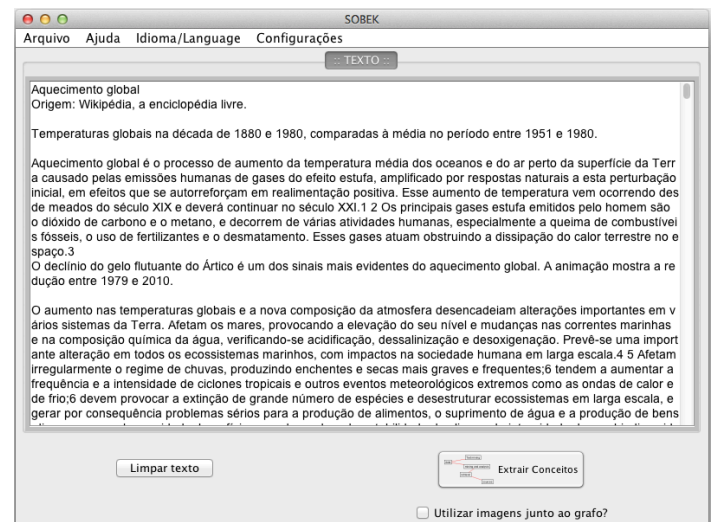 SOBEK
Arquivo Ajuda Idioma/Language Configurações
:: TEXTO ::
Aquecimento global
Origem: Wikipédia, a enciclopédia livre.
Temperaturas globais na década de 1880 e 1980, comparadas à média no período entre 1951 e 1980.
Aquecimento global é o processo de aumento da temperatura média dos oceanos e do ar perto da superfície da Terr
a causado pelas emissões humanas de gases do efeito estufa, amplificado por respostas naturais a esta perturbação
inicial, em efeitos que se autorreforçam em realimentação positiva. Esse aumento de temperatura vem ocorrendo des
de meados do século XIX e deverá continuar no século XXI.1 2 Os principais gases estufa emitidos pelo homem são
o dióxido de carbono e o metano, e decorrem de várias atividades humanas, especialmente a queima de combustívei
s fósseis, o uso de fertilizantes e o desmatamento. Esses gases atuam obstruindo a dissipação do calor terrestre no e
spaço.3
O declínio do gelo flutuante do Ártico é um dos sinais mais evidentes do aquecimento global. A animação mostra a re
dução entre 1979 e 2010.
O aumento nas temperaturas globais e a nova composição da atmosfera desencadeiam alterações importantes em v
ários sistemas da Terra. Afetam os mares, provocando a elevação do seu nível e mudanças nas correntes marinhas
e na composição química da água, verificando-se acidificação, dessalinização e desoxigenação. Prevê-se uma import
ante alteração em todos os ecossistemas marinhos, com impactos na sociedade humana em larga escala.4 5 Afetam
irregularmente o regime de chuvas, produzindo enchentes e secas mais graves e frequentes;6 tendem a aumentar a
frequência e a intensidade de ciclones tropicais e outros eventos meteorológicos extremos como as ondas de calor e
de frio;6 devem provocar a extinção de grande número de espécies e desestruturar ecossistemas em larga escala, e
gerar por consequência problemas sérios para a produção de alimentos, o suprimento de água e a produção de bens
Limpar texto
Extrair Conceitos
Utilizar imagens junto ao grafo?